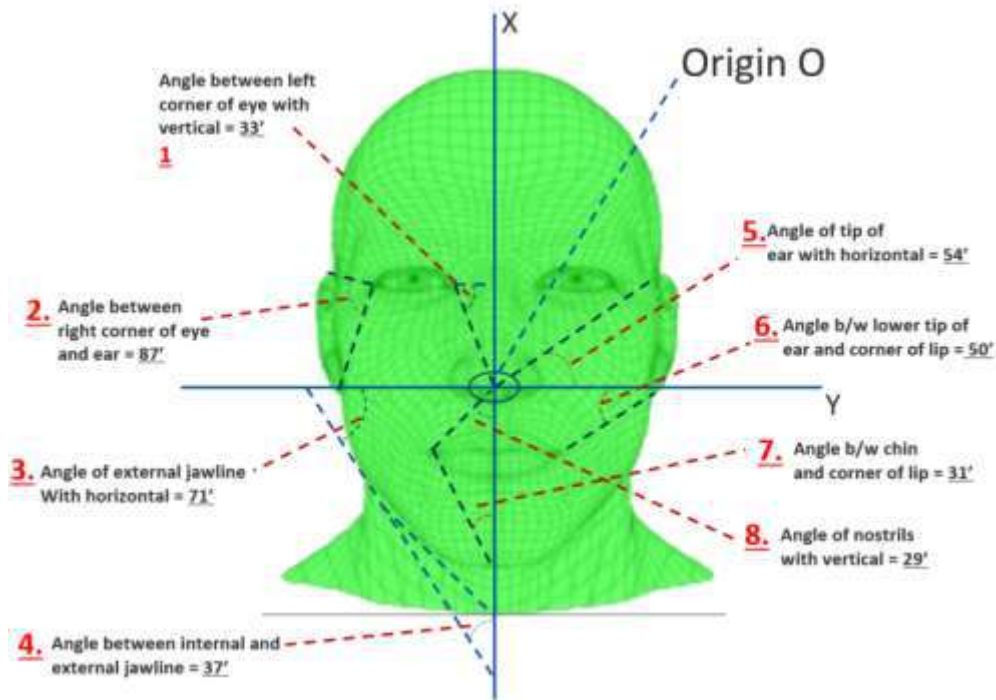 X
Origin O
Angle between left
corner of eye with
vertical = 33'
1
5. Angle of tip of
ear with horizontal = 54'
2. Angle between
right corner of eye
and ear = 87'
6. Angle b/w lower tip of
ear and corner of lip = 50'
Y
3. Angle of external jawline
With horizontal = 71'
7. Angle b/w chin
and corner of lip = 31'
8. Angle of nostrils
with vertical = 29'
4. Angle between internal and
external jawline = 37'